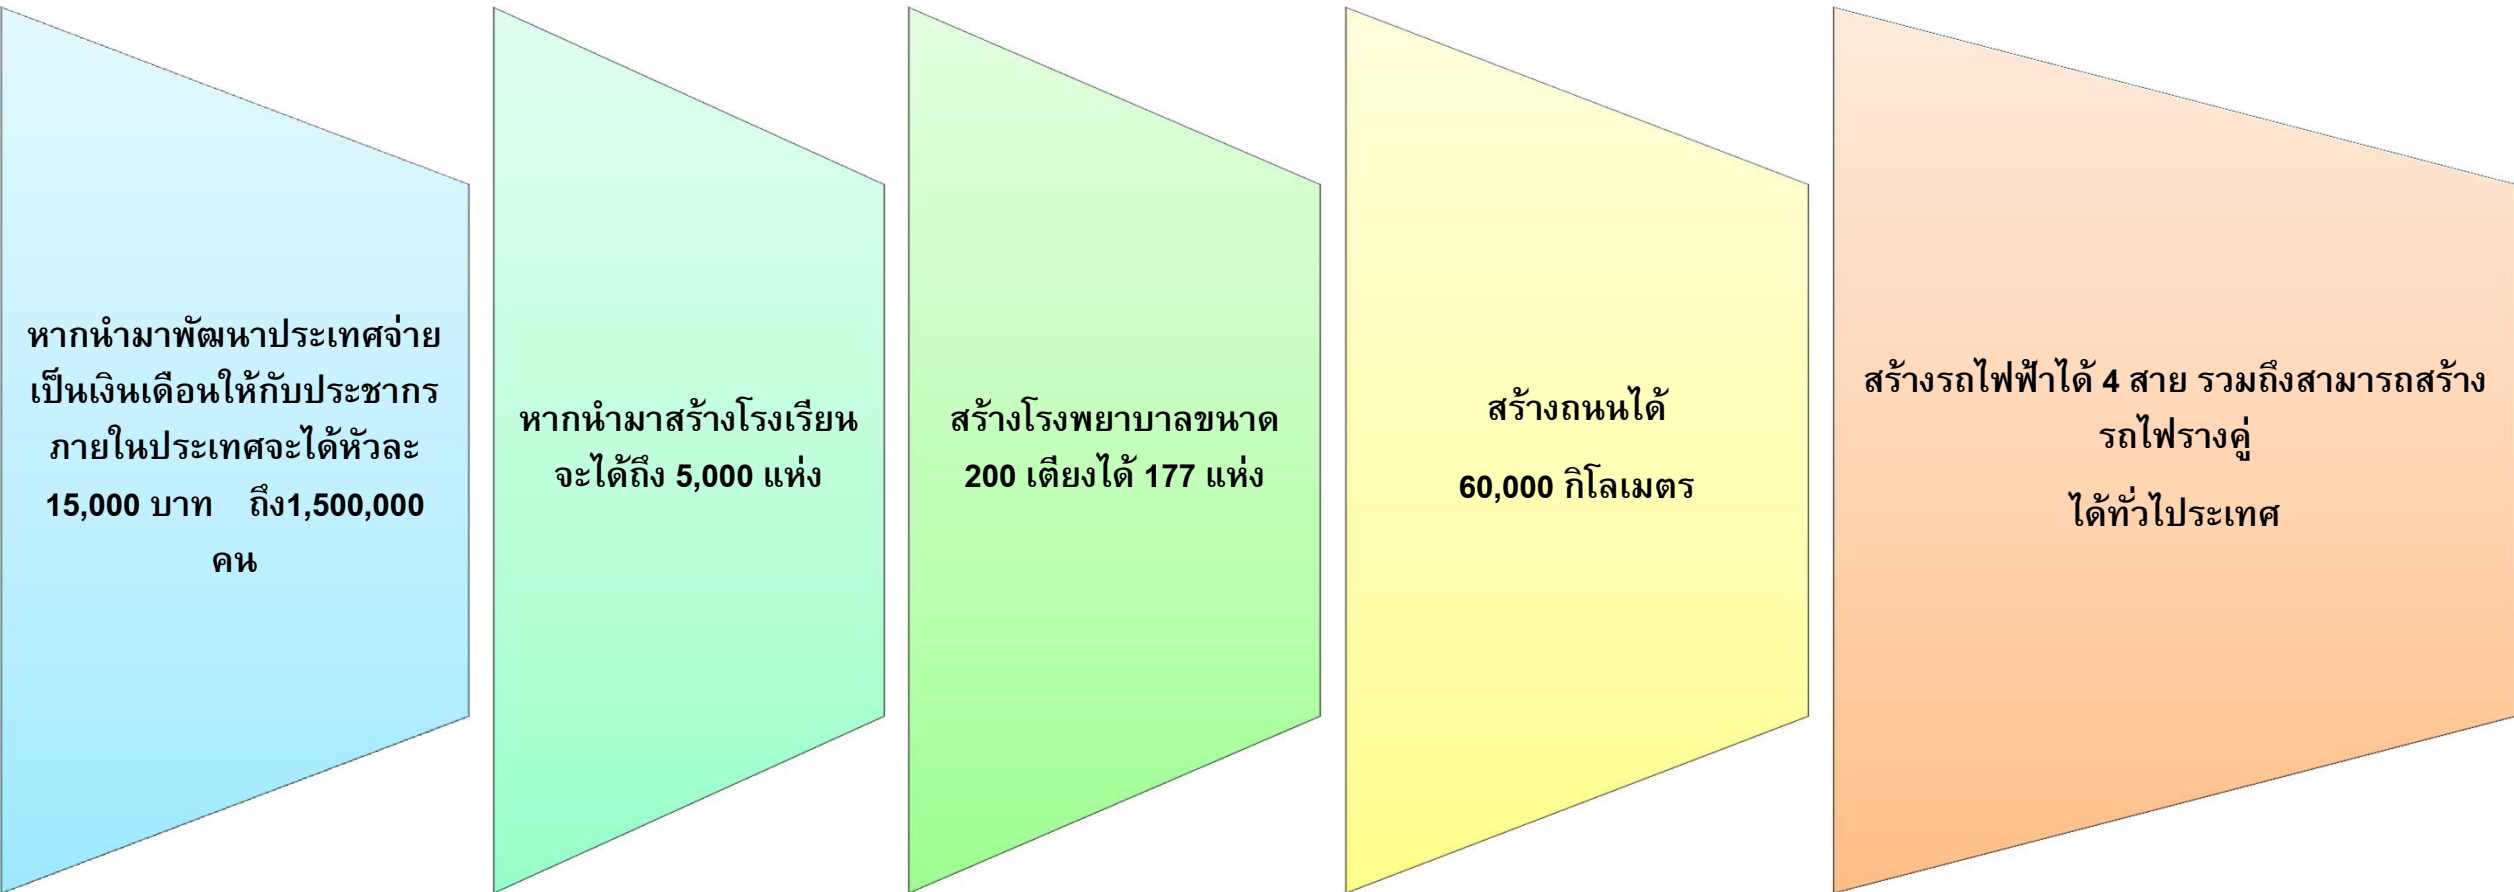 หากนำมาพัฒนาประเทศจ่าย
เป็นเงินเดือนให้กับประชากร
ภายในประเทศจะได้หัวละ
15,000 บาท    ถึง1,500,000
คน
หากนำมาสร้างโรงเรียน
จะได้ถึง 5,000 แห่ง
สร้างโรงพยาบาลขนาด
200 เตียงได้ 177 แห่ง
สร้างถนนได้
60,000 กิโลเมตร
สร้างรถไฟฟ้าได้ 4 สาย รวมถึงสามารถสร้าง
รถไฟรางคู่
ได้ทั่วไประเทศ